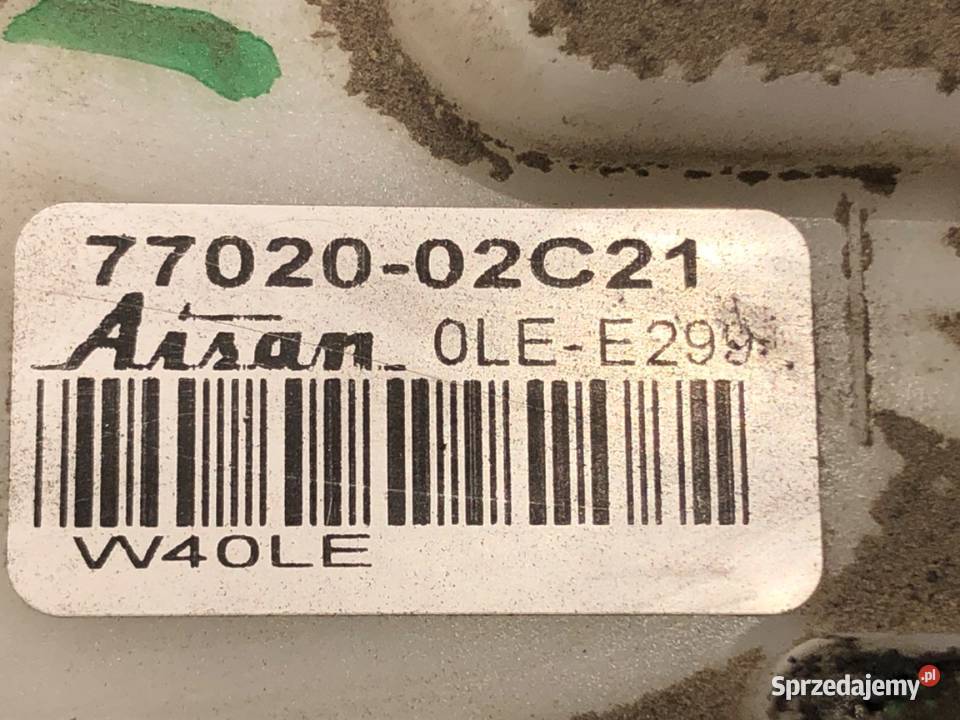 77020-02C21
Aisan 0LE-E299
W40LE
Sprzedajemy.pl